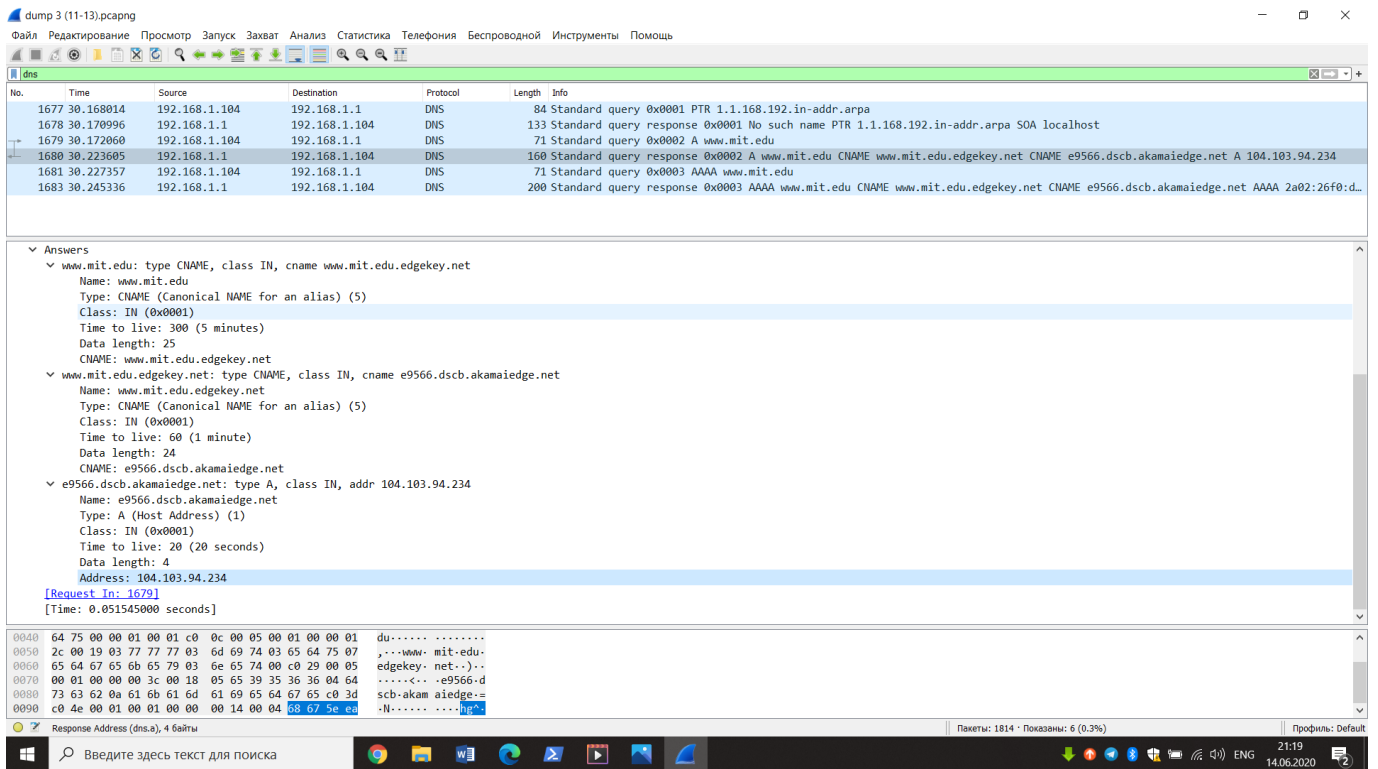 dump 3 (11-13).pcapng
Файл Редактирование Просмотр Запуск Захват Анализ Статистика Телефония Беспроводной Инструменты Помощь
dns
No. Time Source Destination Protocol Length Info
1677 30.168014 192.168.1.104 192.168.1.1 DNS 84 Standard query 0x0001 PTR 1.1.168.192.in-addr.arpa
1678 30.170996 192.168.1.1 192.168.1.104 DNS 133 Standard query response 0x0001 No such name PTR 1.1.168.192.in-addr.arpa SOA localhost
1679 30.172060 192.168.1.104 192.168.1.1 DNS 71 Standard query 0x0002 A www.mit.edu
1680 30.223605 192.168.1.1 192.168.1.104 DNS 160 Standard query response 0x0002 A www.mit.edu CNAME www.mit.edu.edgekey.net CNAME e9566.dscb.akamaiedge.net A 104.103.94.234
1681 30.227357 192.168.1.104 192.168.1.1 DNS 71 Standard query 0x0003 AAAA www.mit.edu
1683 30.245336 192.168.1.1 192.168.1.104 DNS 200 Standard query response 0x0003 AAAA www.mit.edu CNAME www.mit.edu.edgekey.net CNAME e9566.dscb.akamaiedge.net AAAA 2a02:26f0:d…
Answers
www.mit.edu: type CNAME, class IN, cname www.mit.edu.edgekey.net
Name: www.mit.edu
Type: CNAME (Canonical NAME for an alias) (5)
Class: IN (0x0001)
Time to live: 300 (5 minutes)
Data length: 25
CNAME: www.mit.edu.edgekey.net
www.mit.edu.edgekey.net: type CNAME, class IN, cname e9566.dscb.akamaiedge.net
Name: www.mit.edu.edgekey.net
Type: CNAME (Canonical NAME for an alias) (5)
Class: IN (0x0001)
Time to live: 60 (1 minute)
Data length: 24
CNAME: e9566.dscb.akamaiedge.net
e9566.dscb.akamaiedge.net: type A, class IN, addr 104.103.94.234
Name: e9566.dscb.akamaiedge.net
Type: A (Host Address) (1)
Class: IN (0x0001)
Time to live: 20 (20 seconds)
Data length: 4
Address: 104.103.94.234
[Request In: 1679]
[Time: 0.051545000 seconds]
0040 64 75 00 00 01 00 01 c0 0c 00 05 00 01 00 00 01 du······ ········
0050 2c 00 19 03 77 77 77 03 6d 69 74 03 65 64 75 07 ,···www· mit·edu·
0060 65 64 67 65 6b 65 79 03 6e 65 74 00 c0 29 00 05 edgekey· net··)··
0070 00 01 00 00 00 3c 00 18 05 65 39 35 36 36 04 64 ·····<·· ·e9566·d
0080 73 63 62 0a 61 6b 61 6d 61 69 65 64 67 65 c0 3d scb·akam aiedge·=
0090 c0 4e 00 01 00 01 00 00 00 14 00 04 68 67 5e ea ·N······ ····hg^·
Response Address (dns.a), 4 байты Пакеты: 1814 · Показаны: 6 (0.3%) Профиль: Default
Введите здесь текст для поиска ENG 21:19
14.06.2020 2